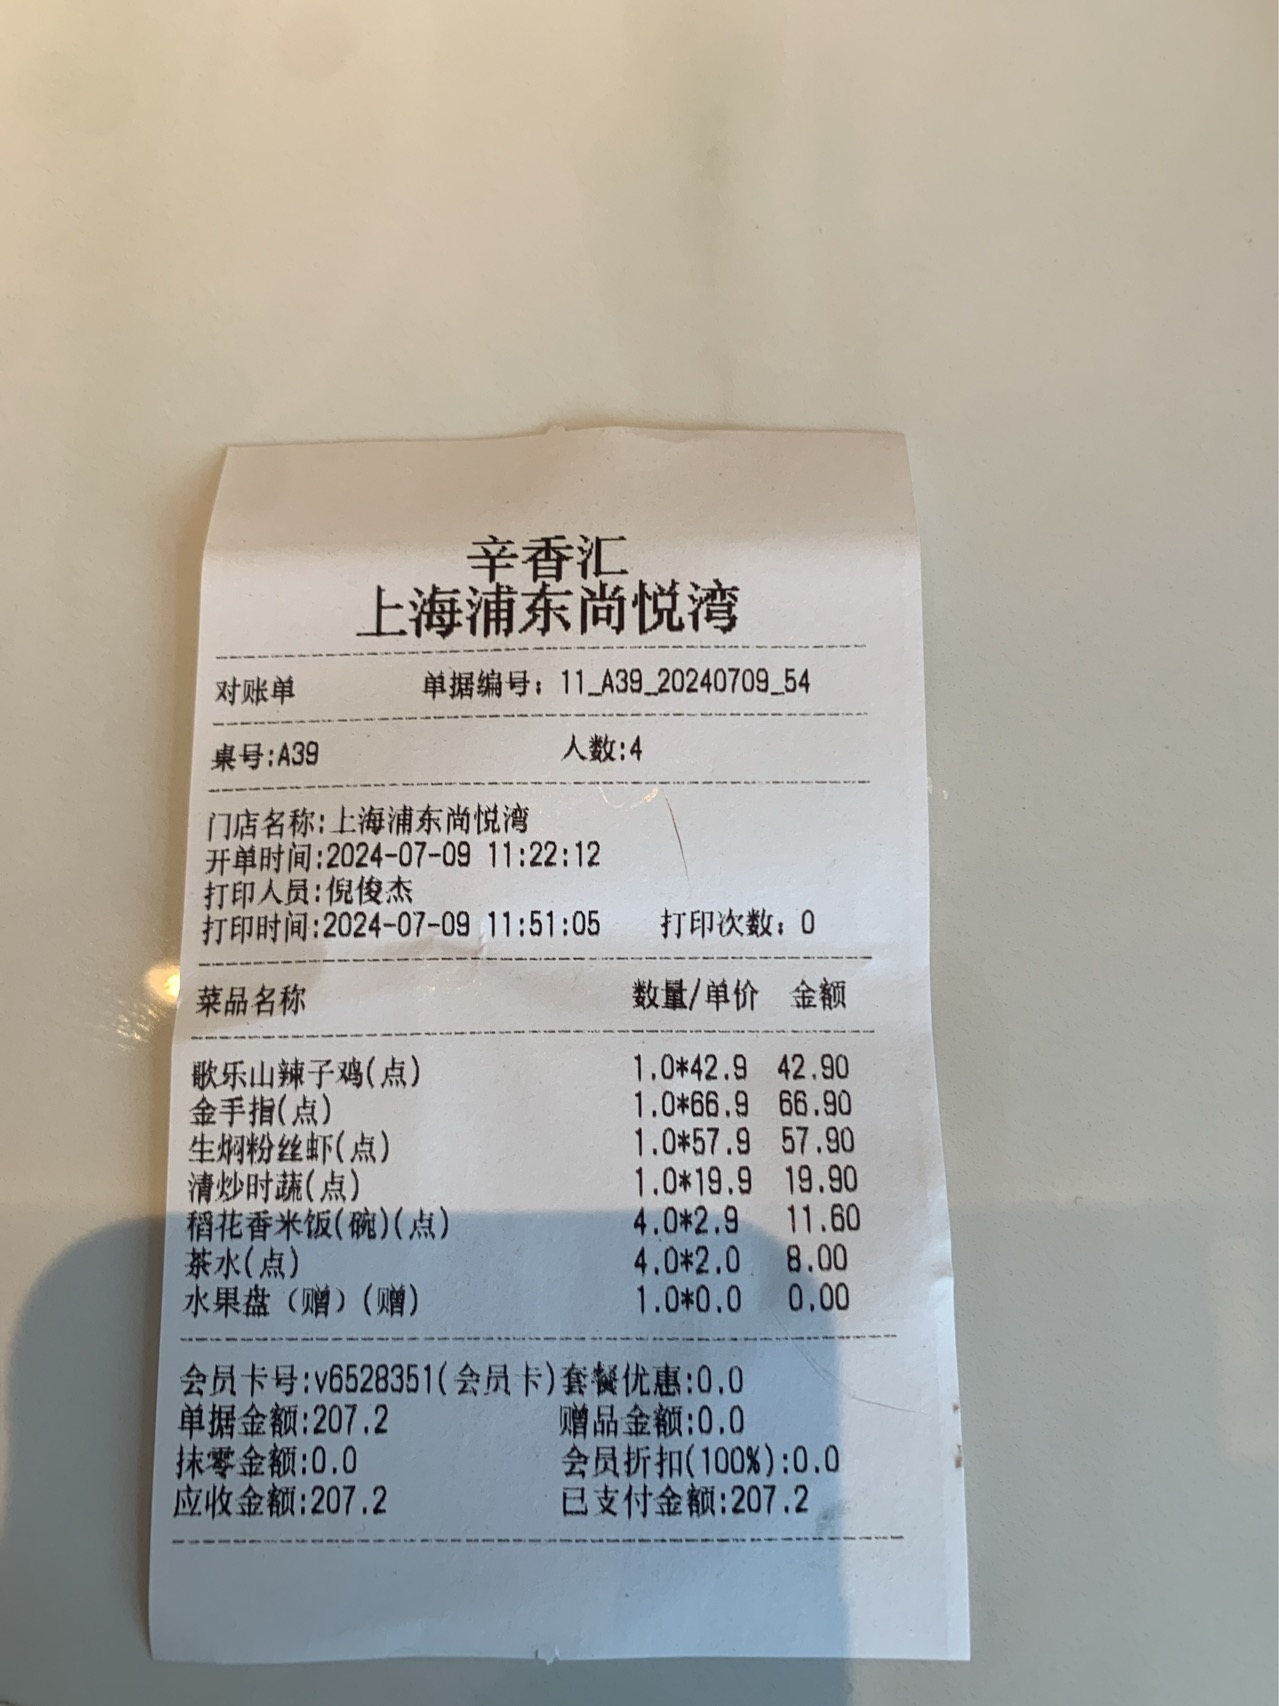 辛香汇
上海浦东尚悦湾
对账单 单据编号：11_A39_20240709_54
桌号:A39 人数:4
门店名称:上海浦东尚悦湾
开单时间:2024-07-09 11:22:12
打印人员:倪俊杰
打印时间:2024-07-09 11:51:05 打印次数：0
菜品名称 数量/单价 金额
歌乐山辣子鸡(点) 1.0*42.9 42.90
金手指(点) 1.0*66.9 66.90
生焖粉丝虾(点) 1.0*57.9 57.90
清炒时蔬(点) 1.0*19.9 19.90
稻花香米饭(碗)(点) 4.0*2.9 11.60
茶水(点) 4.0*2.0 8.00
水果盘（赠）(赠) 1.0*0.0 0.00
会员卡号:v6528351(会员卡)套餐优惠:0.0
单据金额:207.2 赠品金额:0.0
抹零金额:0.0 会员折扣(100%):0.0
应收金额:207.2 已支付金额:207.2